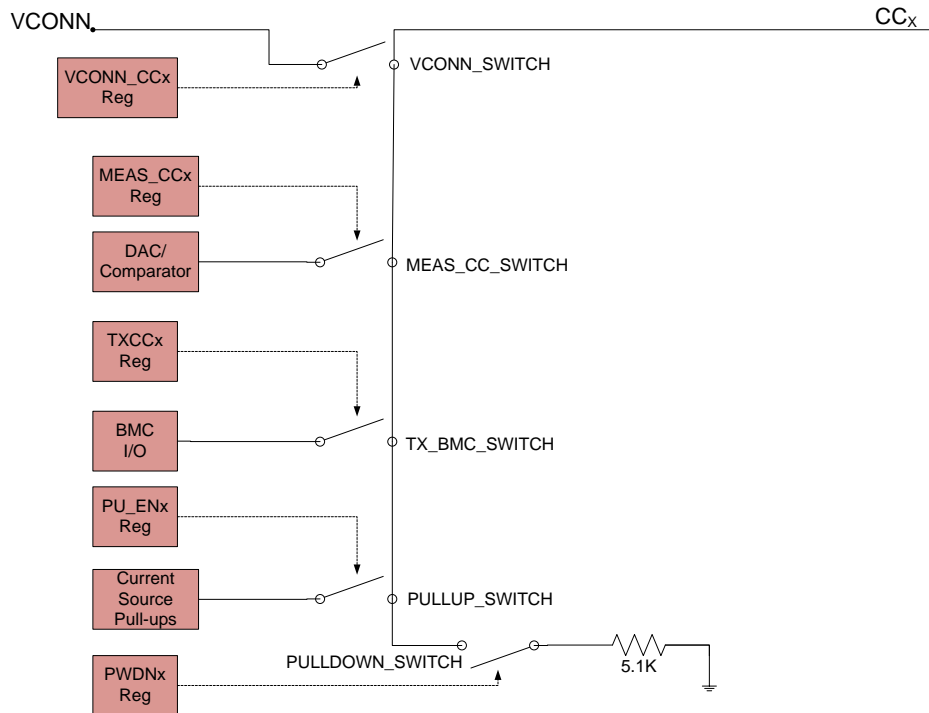 VCONN
CCX
VCONN_CCx
Reg
VCONN_SWITCH
MEAS_CCx
Reg
DAC/
Comparator
MEAS_CC_SWITCH
TXCCx
Reg
BMC
I/O
TX_BMC_SWITCH
PU_ENx
Reg
Current
Source
Pull-ups
PULLUP_SWITCH
PULLDOWN_SWITCH
5.1K
PWDNx
Reg